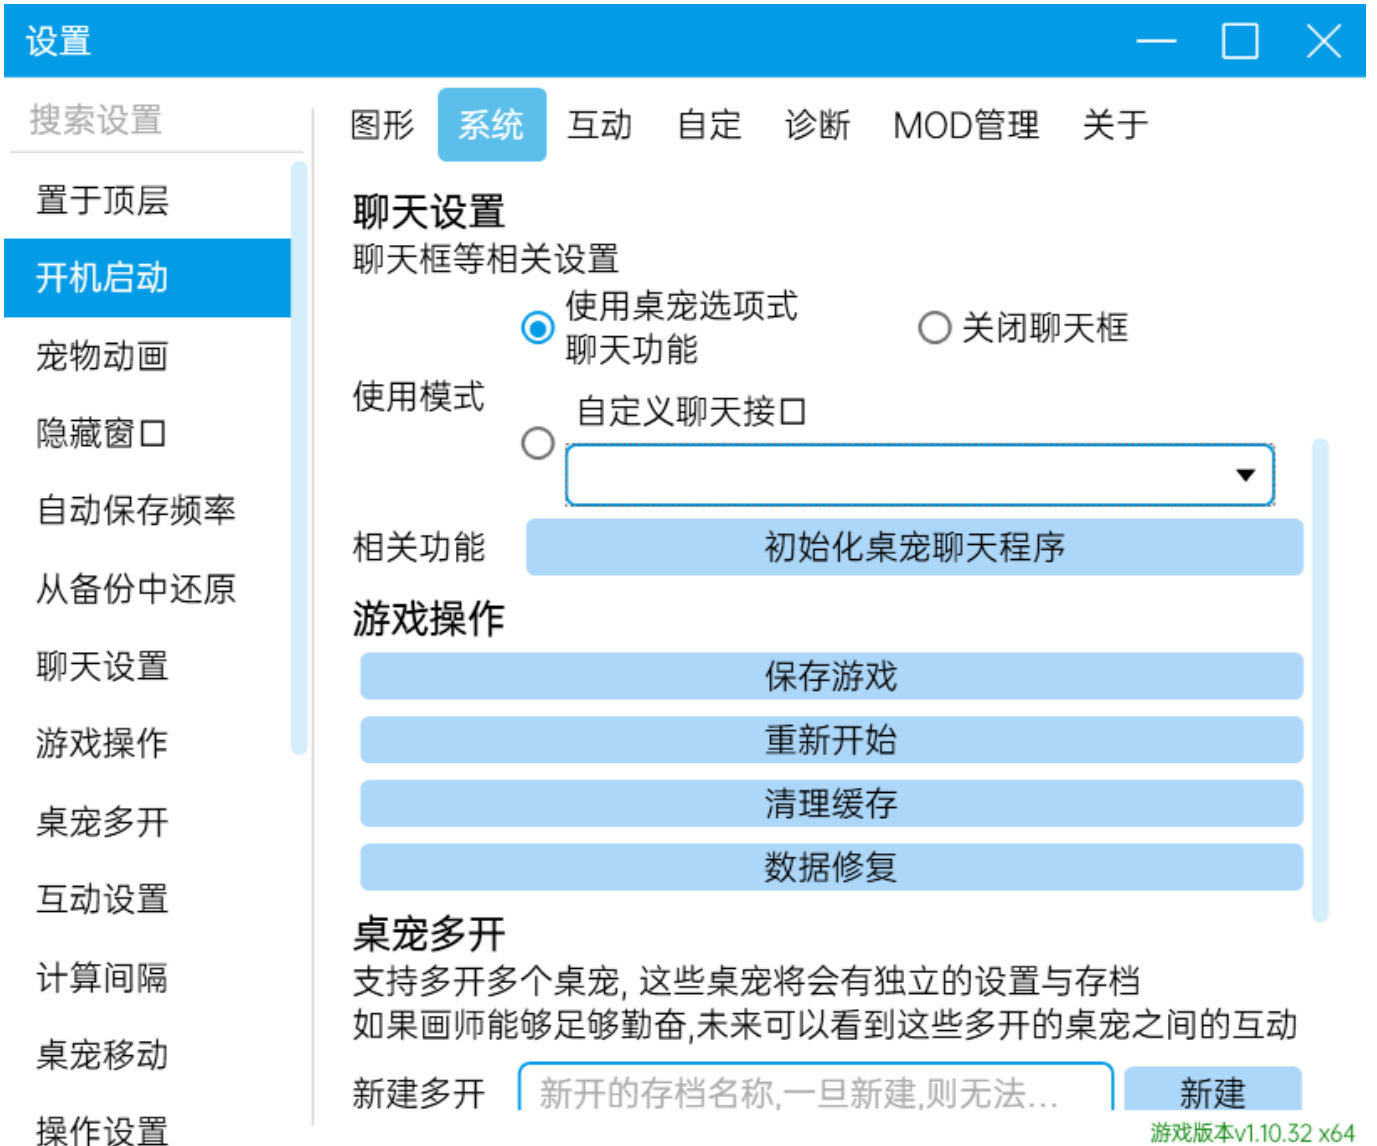 设置
搜索设置
置于顶层
开机启动
宠物动画
隐藏窗口
自动保存频率
从备份中还原
聊天设置
游戏操作
桌宠多开
互动设置
计算间隔
桌宠移动
操作设置
图形 系统 互动 自定 诊断 MOD管理 关于
聊天设置
聊天框等相关设置
使用模式
使用桌宠选项式
聊天功能
关闭聊天框
自定义聊天接口
相关功能 初始化桌宠聊天程序
游戏操作
保存游戏
重新开始
清理缓存
数据修复
桌宠多开
支持多开多个桌宠, 这些桌宠将会有独立的设置与存档
如果画师能够足够勤奋,未来可以看到这些多开的桌宠之间的互动
新建多开 新开的存档名称,一旦新建,则无法... 新建
游戏版本v1.10.32 x64